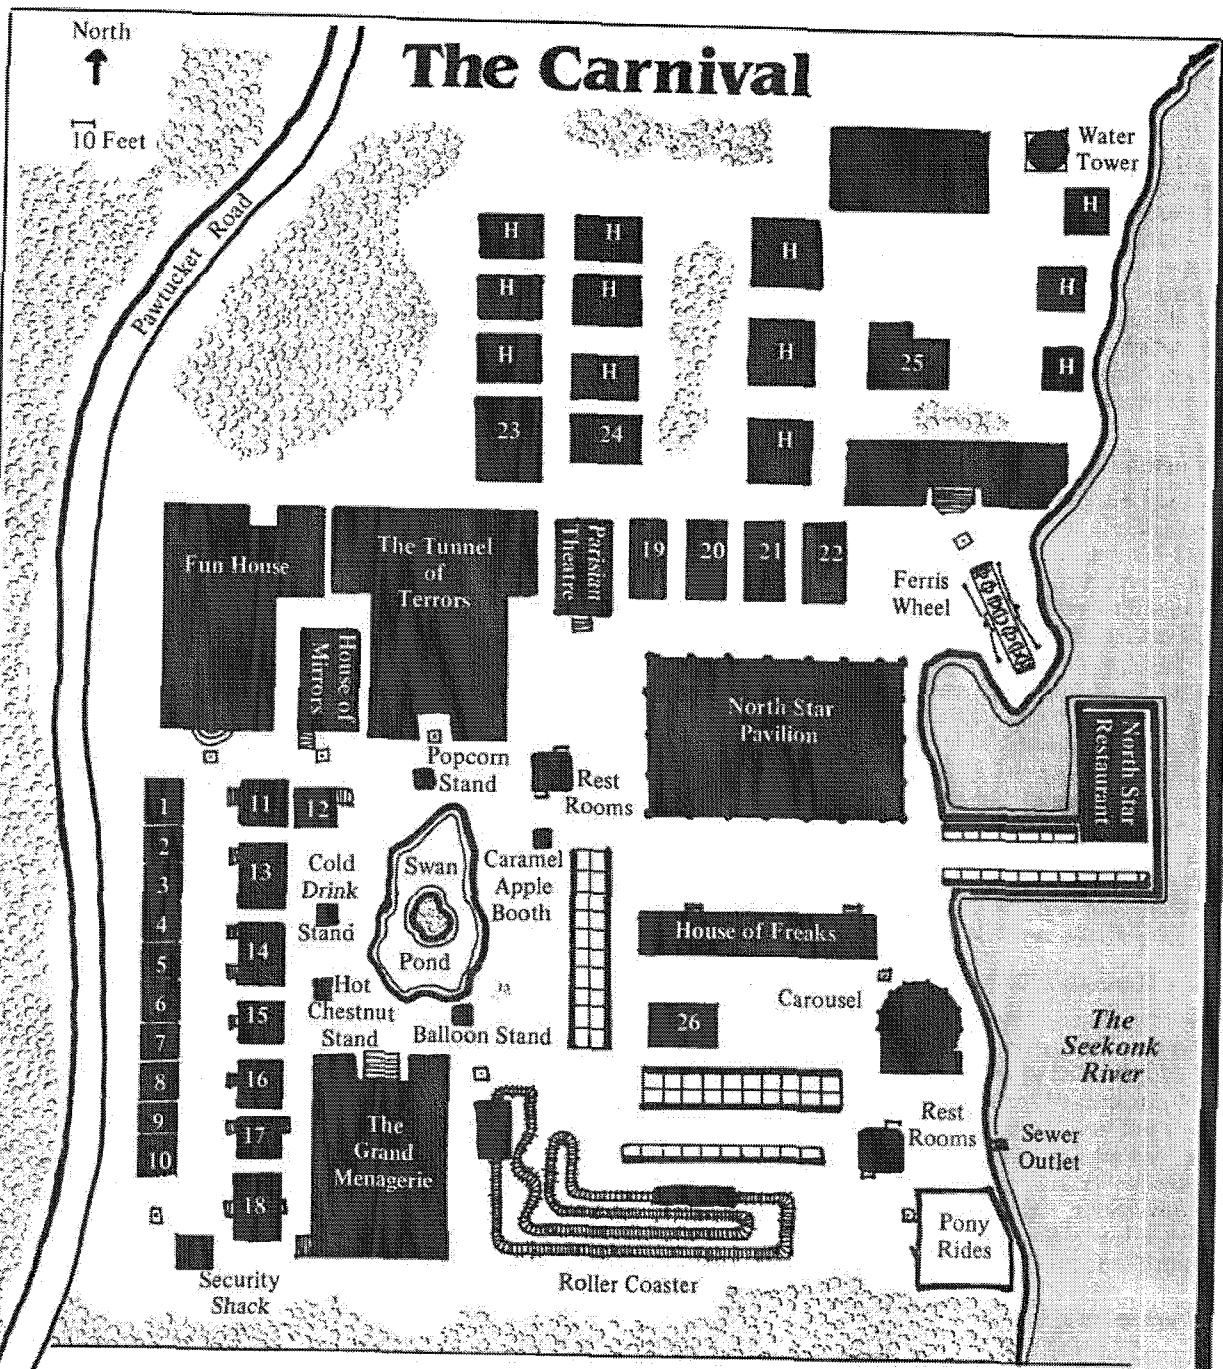 North
10 Feet
The Carnival
Pawtucket Road
Water
Tower
H
H
H
H
H
H
H
H
H
H
H
H
25
H
23
24
H
Fun House
The Tunnel
of
Terrors
Parisian
Theatre
19
20
21
22
Ferris
Wheel
House of
Mirrors
North Star
Pavilion
North Star
Restaurant
Popcorn
Stand
Rest
Rooms
1
2
3
4
5
6
7
8
9
10
11
12
13
14
15
16
17
18
Cold
Drink
Stand
Swan
Pond
Caramel
Apple
Booth
House of Freaks
Hot
Chestnut
Stand
Balloon Stand
26
Carousel
The
Seekonk
River
The
Grand
Menagerie
Rest
Rooms
Sewer
Outlet
Pony
Rides
Security
Shack
Roller Coaster